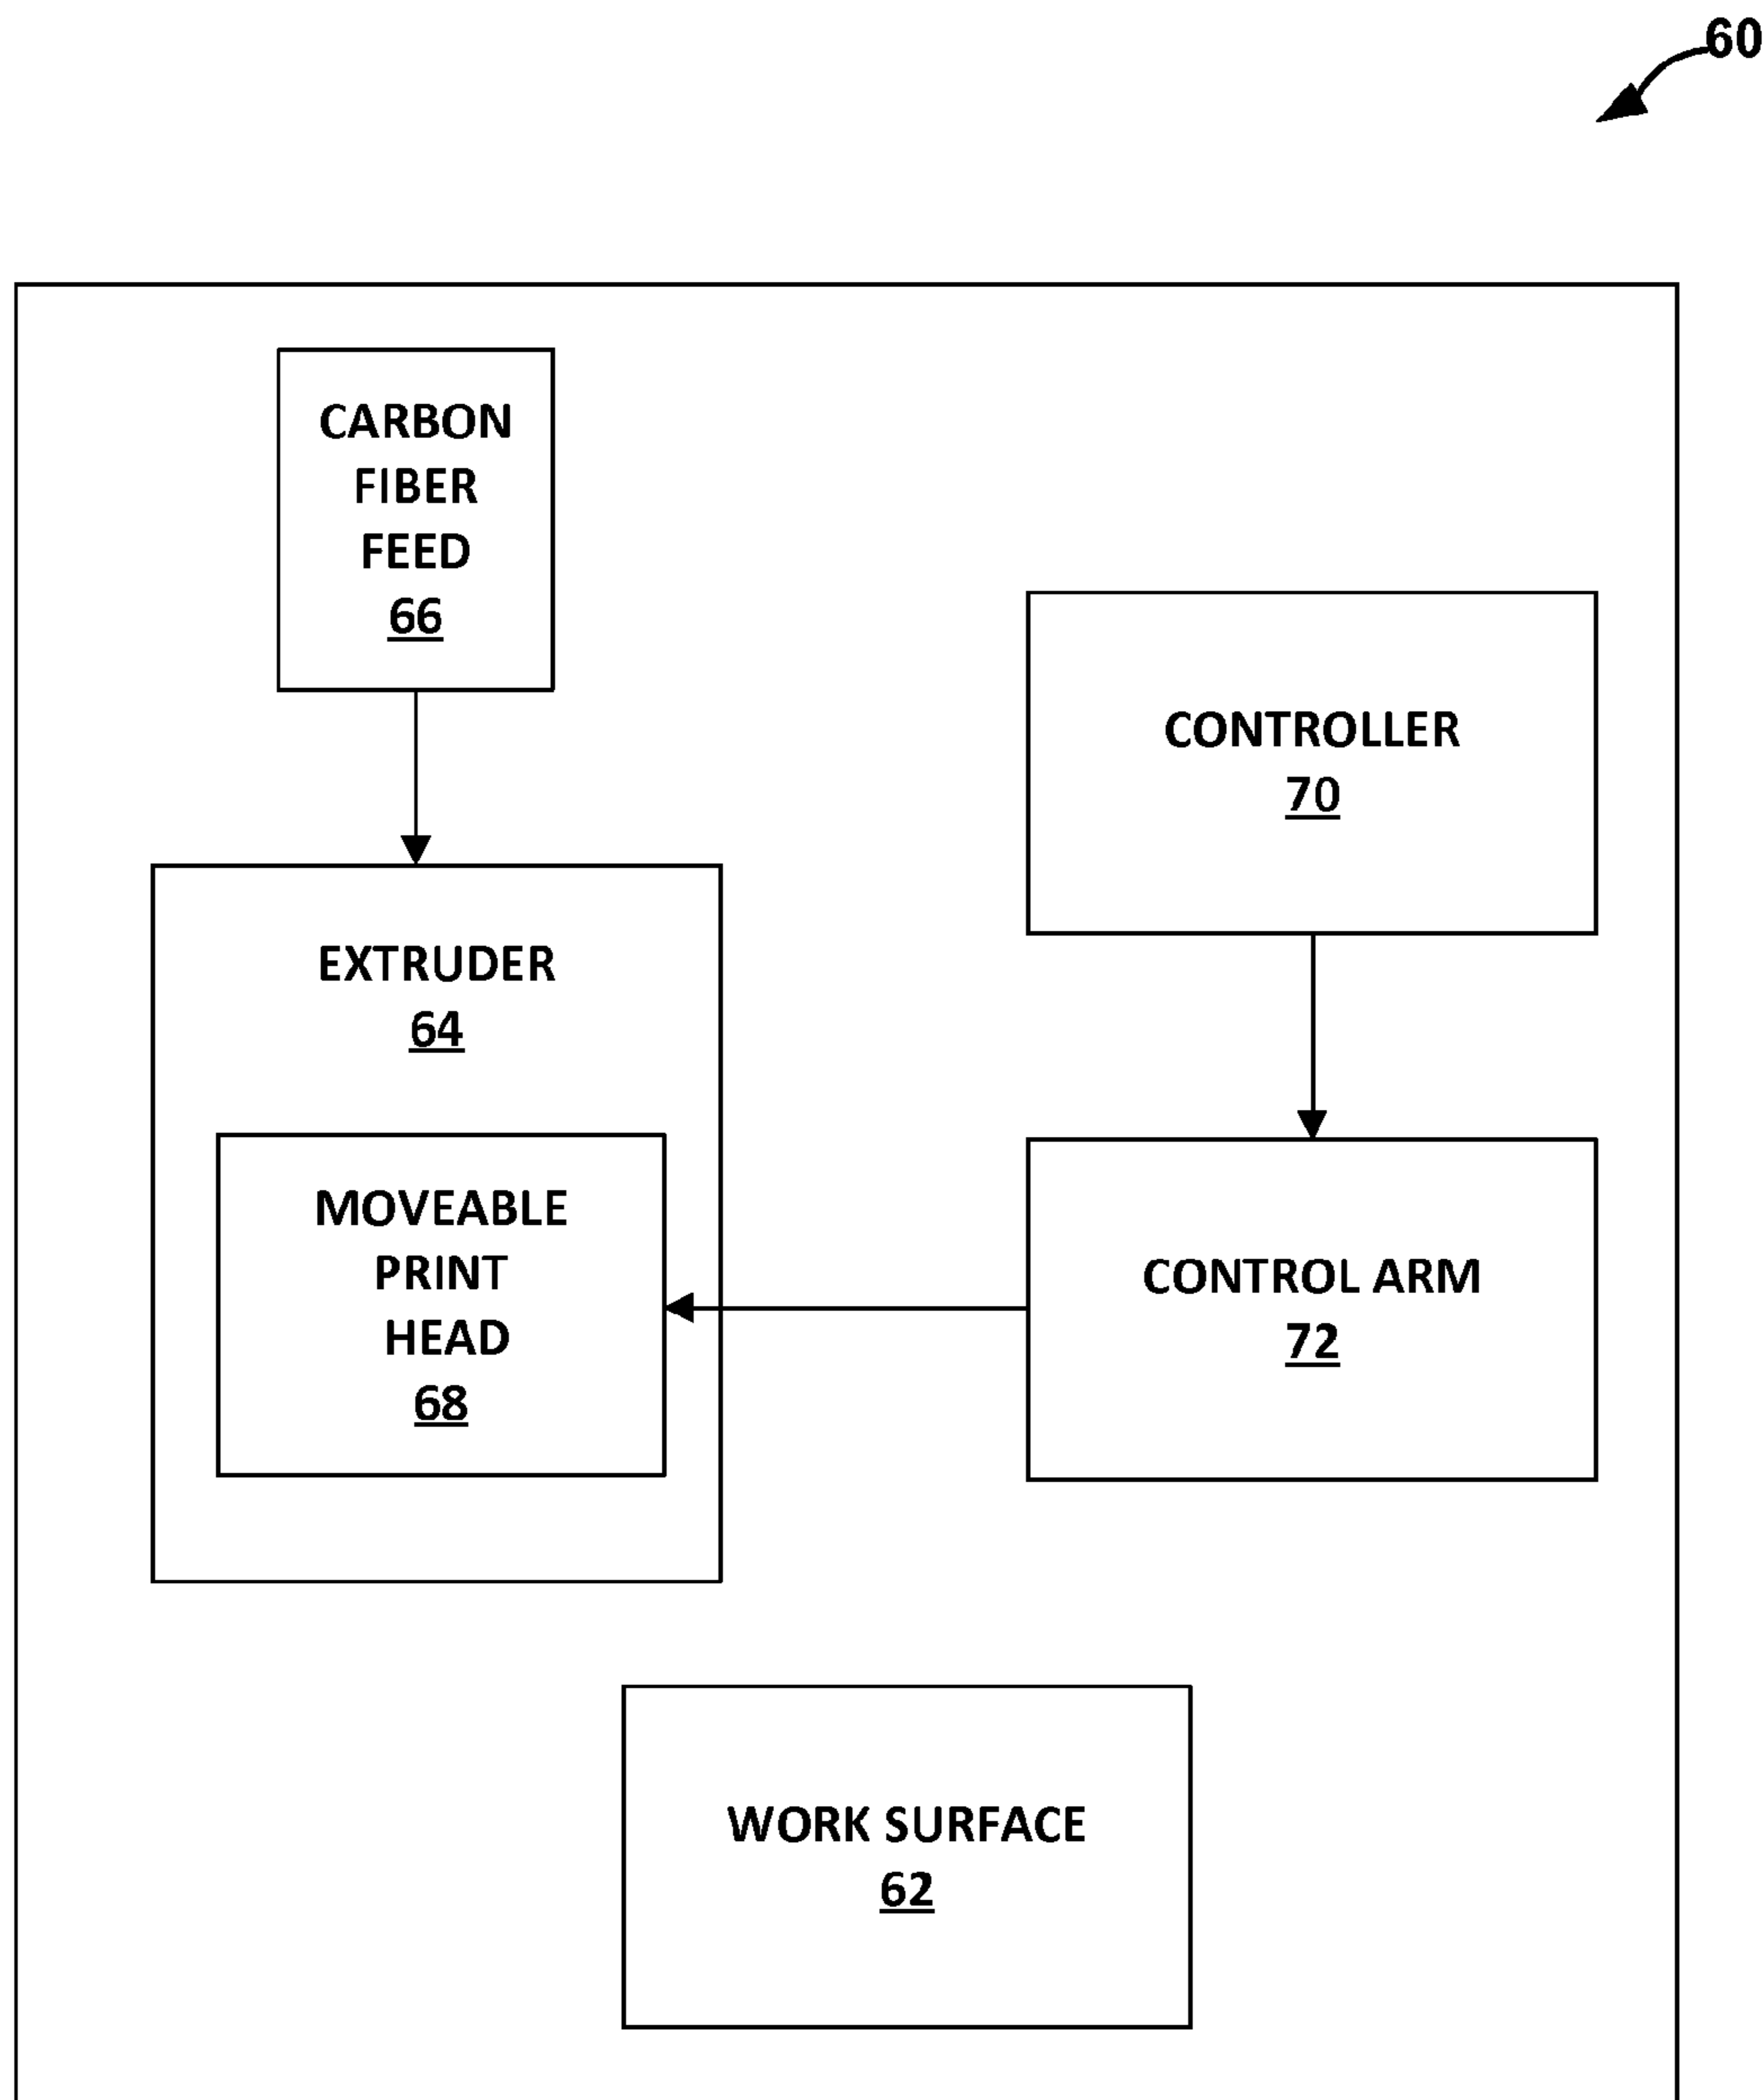 60
CARBON
FIBER
FEED
66
CONTROLLER
70
EXTRUDER
64
MOVEABLE
PRINT
HEAD
68
CONTROL ARM
72
WORK SURFACE
62